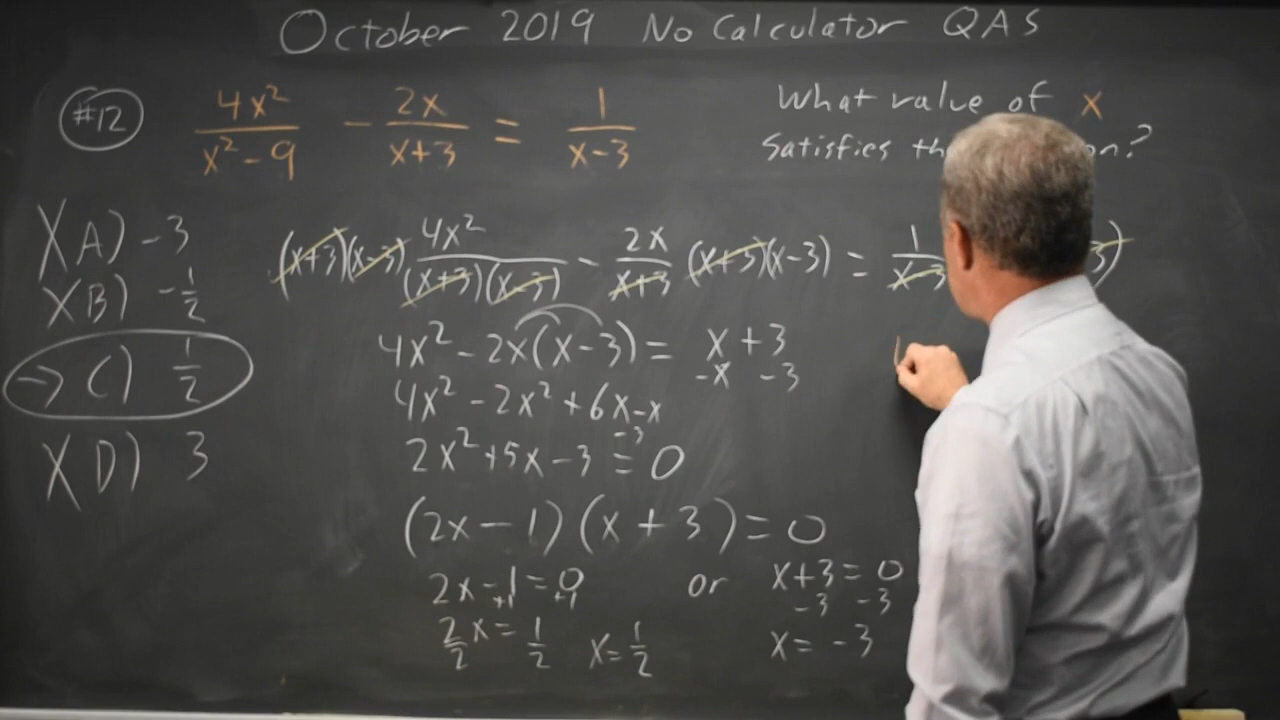 October 2019 No Calculator QAS
#12
4x²/(x²-9) - 2x/(x+3) = 1/(x-3)
What value of x
Satisfies th on?
X A) -3
X B) -1/2
→ C) 1/2
X D) 3
(x+3)(x-3) 4x²/((x+3)(x-3)) - 2x/(x+3) (x+3)(x-3) = 1/(x-3) 3)
4x² - 2x(x-3) = x+3
-x -3
4x² - 2x² + 6x -x
-3
2x² + 5x - 3 = 0
(2x-1)(x+3) = 0
2x-1=0 or x+3=0
+1 +1 -3 -3
2/2 x = 1/2 x=1/2 x= -3